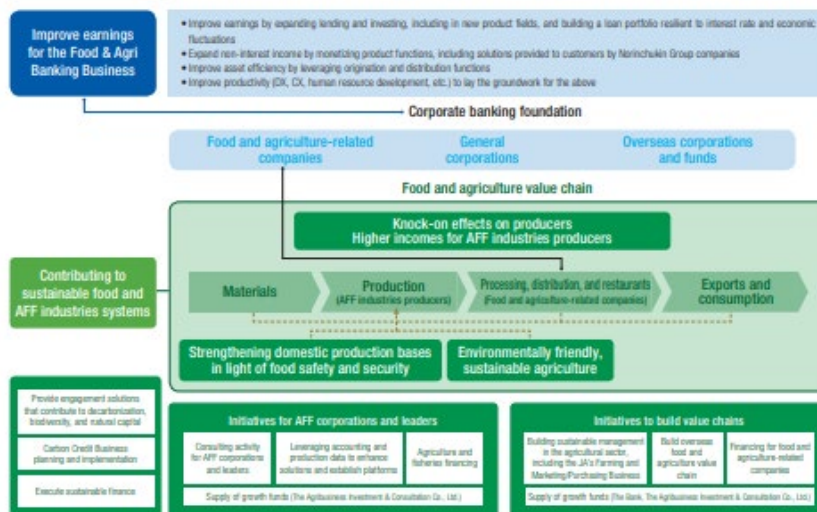 Improve earnings
for the Food & Agri
Banking Business
• Improve earnings by expanding lending and investing, including in new product fields, and building a loan portfolio resilient to interest rate and economic
fluctuations
• Expand non-interest income by monetizing product functions, including solutions provided to customers by Norinchukin Group companies
• Improve asset efficiency by leveraging origination and distribution functions
• Improve productivity (DX, CX, human resource development, etc.) to lay the groundwork for the above
Corporate banking foundation
Food and agriculture-related
companies
General
corporations
Overseas corporations
and funds
Food and agriculture value chain
Knock-on effects on producers
Higher incomes for AFF industries producers
Contributing to
sustainable food and
AFF industries systems
Materials
Production
(AFF industries producers)
Processing, distribution, and restaurants
(Food and agriculture-related companies)
Exports and
consumption
Strengthening domestic production bases
in light of food safety and security
Environmentally friendly,
sustainable agriculture
Provide engagement solutions
that contribute to decarbonization,
biodiversity, and natural capital
Carbon Credit Business
planning and implementation
Execute sustainable finance
Initiatives for AFF corporations and leaders
Consulting activity
for AFF corporations
and leaders
Leveraging accounting and
production data to enhance
solutions and establish platforms
Agriculture and
fisheries financing
Supply of growth funds (The Agribusiness Investment & Consultation Co., Ltd.)
Initiatives to build value chains
Building sustainable management
in the agricultural sector,
including the JA's Farming and
Marketing/Purchasing Business
Build overseas
food and
agriculture value
chain
Financing for food and
agriculture-related
companies
Supply of growth funds (The Bank, The Agribusiness Investment & Consultation Co., Ltd.)